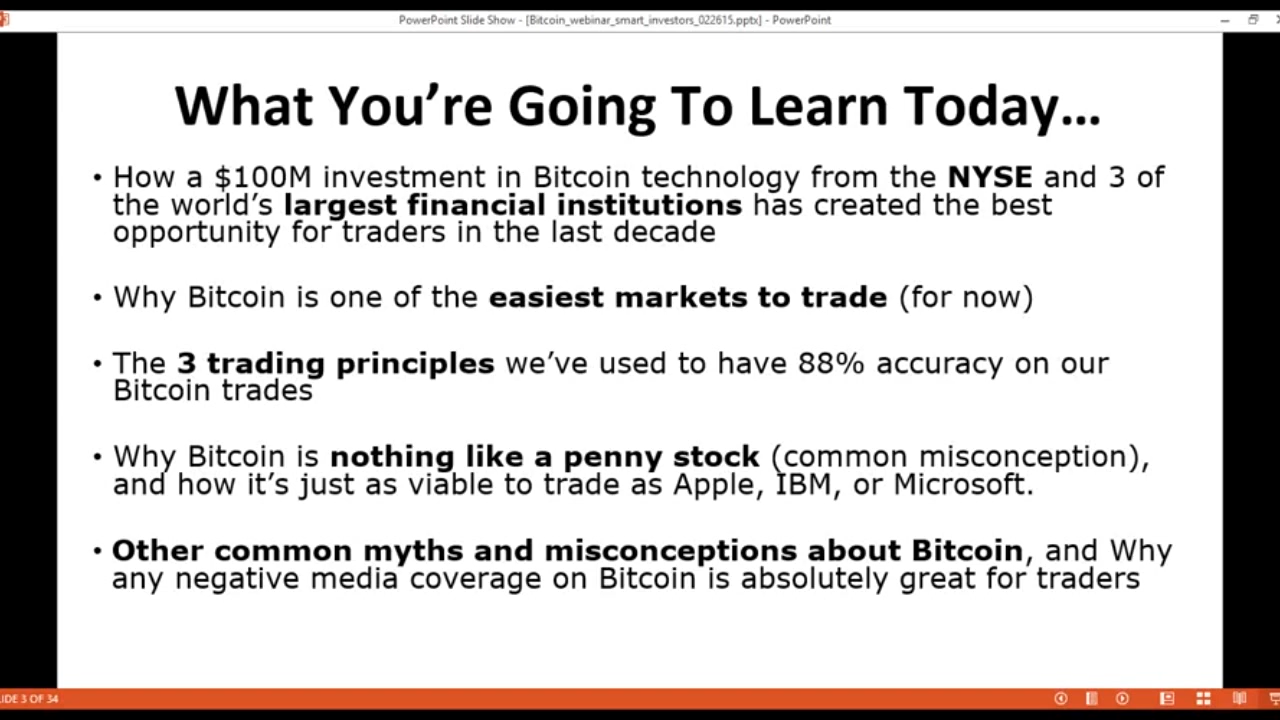 PowerPoint Slide Show - [Bitcoin_webinar_smart_investors_022615.pptx] - PowerPoint
What You’re Going To Learn Today…
• How a $100M investment in Bitcoin technology from the NYSE and 3 of
the world’s largest financial institutions has created the best
opportunity for traders in the last decade
• Why Bitcoin is one of the easiest markets to trade (for now)
• The 3 trading principles we’ve used to have 88% accuracy on our
Bitcoin trades
• Why Bitcoin is nothing like a penny stock (common misconception),
and how it’s just as viable to trade as Apple, IBM, or Microsoft.
• Other common myths and misconceptions about Bitcoin, and Why
any negative media coverage on Bitcoin is absolutely great for traders
LIDE 3 OF 34